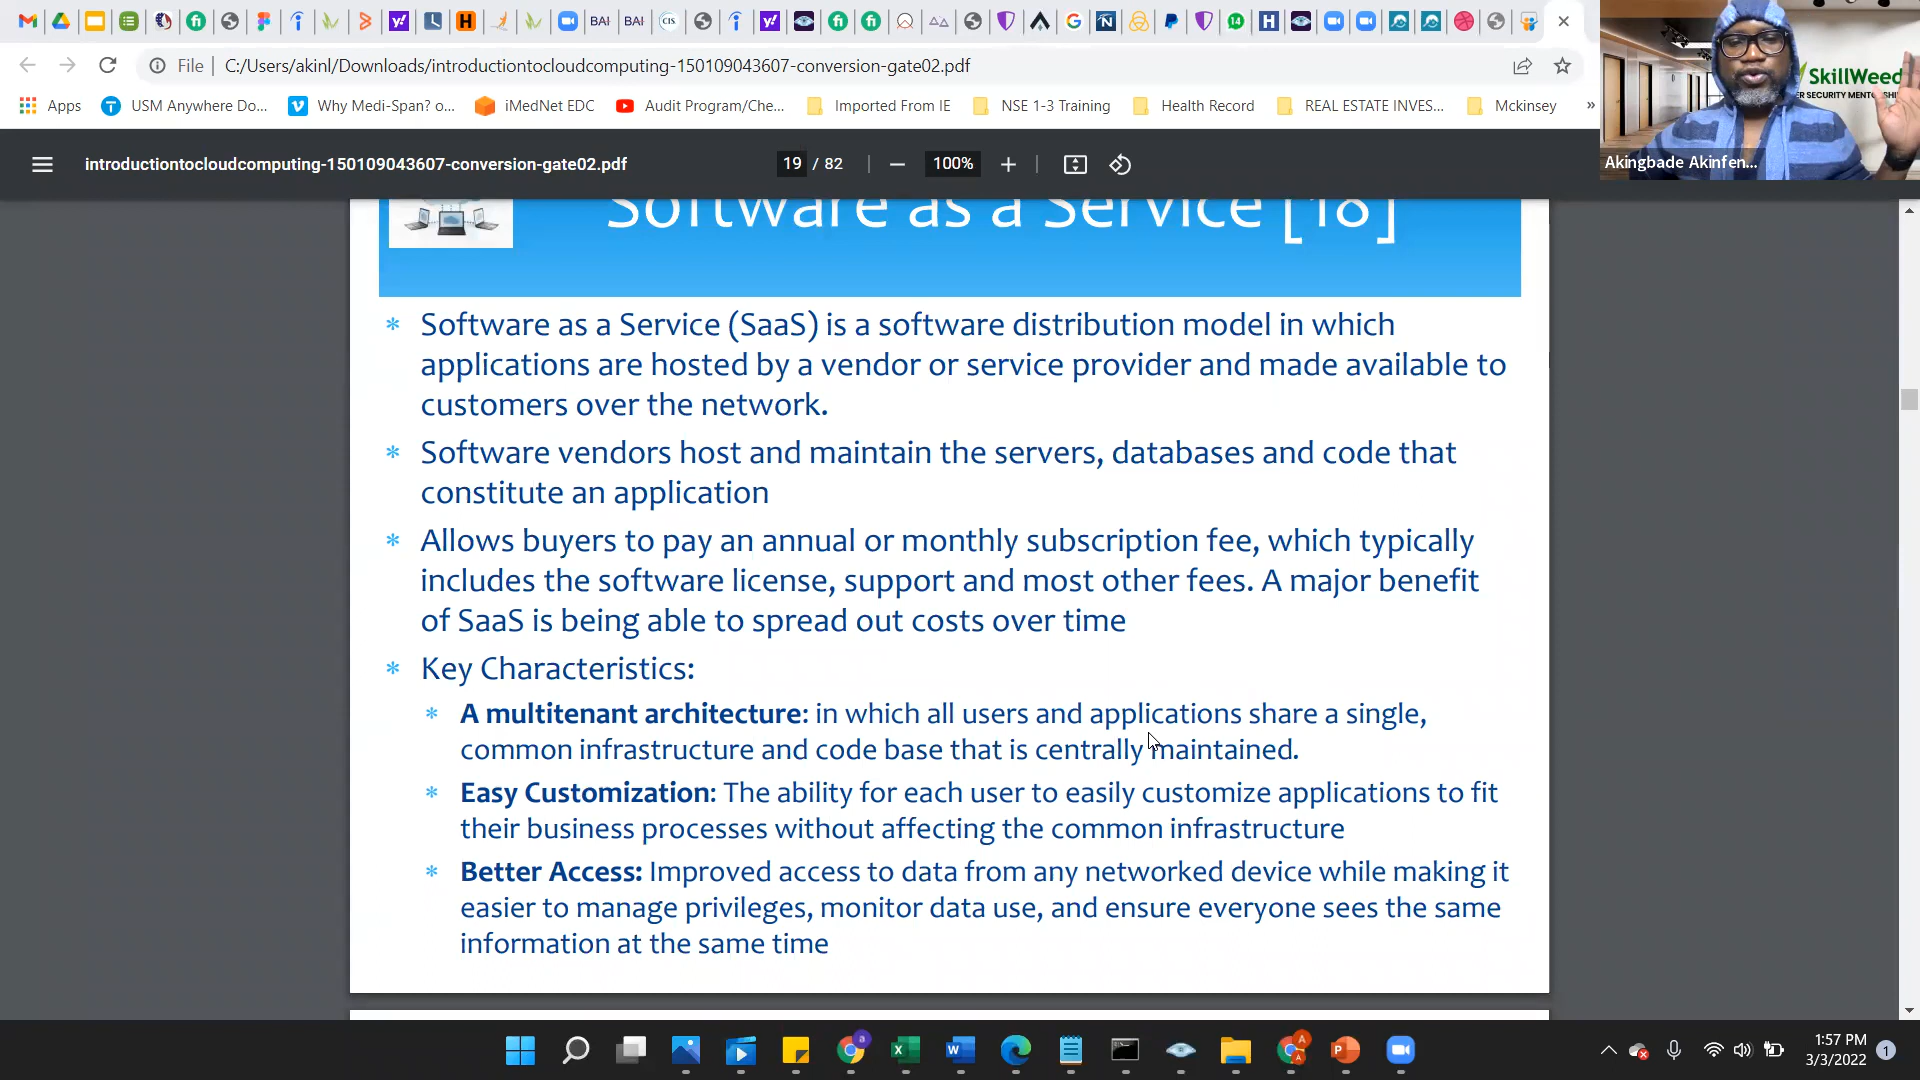 BAI
BAI
CIS.
File
C:/Users/akinl/Downloads/introductiontocloudcomputing-150109043607-conversion-gate02.pdf
Apps
USM Anywhere Do...
Why Medi-Span? o...
iMedNet EDC
Audit Program/Che...
Imported From IE
NSE 1-3 Training
Health Record
REAL ESTATE INVES...
Mckinsey
»
SkillWeed
ER SECURITY MENTORSHI
Akingbade Akinfen...
introductiontocloudcomputing-150109043607-conversion-gate02.pdf
19 / 82
100%
Software as a Service [18]
* Software as a Service (SaaS) is a software distribution model in which
applications are hosted by a vendor or service provider and made available to
customers over the network.
* Software vendors host and maintain the servers, databases and code that
constitute an application
* Allows buyers to pay an annual or monthly subscription fee, which typically
includes the software license, support and most other fees. A major benefit
of SaaS is being able to spread out costs over time
* Key Characteristics:
* A multitenant architecture: in which all users and applications share a single,
common infrastructure and code base that is centrally maintained.
* Easy Customization: The ability for each user to easily customize applications to fit
their business processes without affecting the common infrastructure
* Better Access: Improved access to data from any networked device while making it
easier to manage privileges, monitor data use, and ensure everyone sees the same
information at the same time
1:57 PM
3/3/2022
1